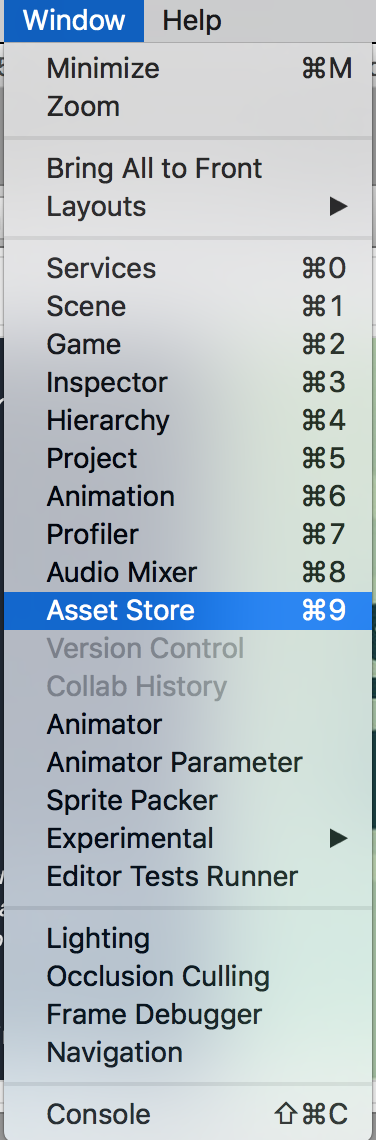 Window Help
Minimize ⌘M
Zoom
Bring All to Front
Layouts ▶
Services ⌘0
Scene ⌘1
Game ⌘2
Inspector ⌘3
Hierarchy ⌘4
Project ⌘5
Animation ⌘6
Profiler ⌘7
Audio Mixer ⌘8
Asset Store ⌘9
Version Control
Collab History
Animator
Animator Parameter
Sprite Packer
Experimental ▶
Editor Tests Runner
Lighting
Occlusion Culling
Frame Debugger
Navigation
Console ⇧⌘C